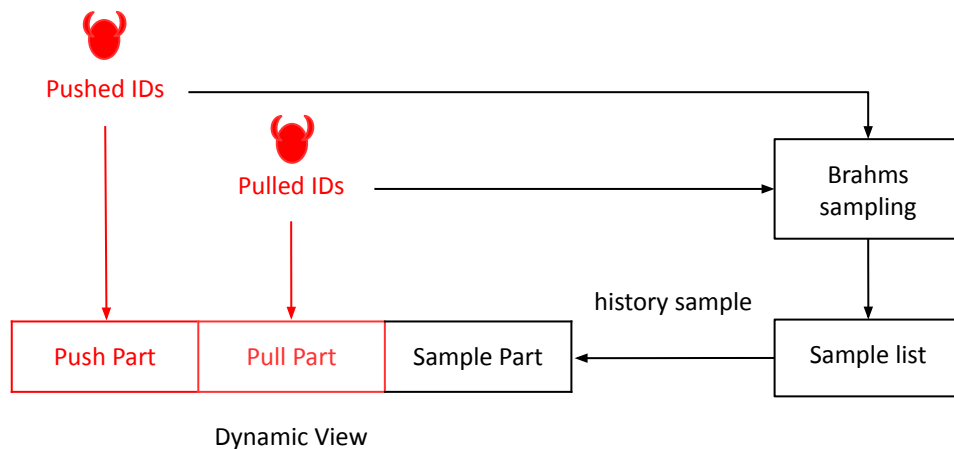 Pushed IDs
Pulled IDs
Brahms
sampling
history sample
Push Part
Pull Part
Sample Part
Sample list
Dynamic View